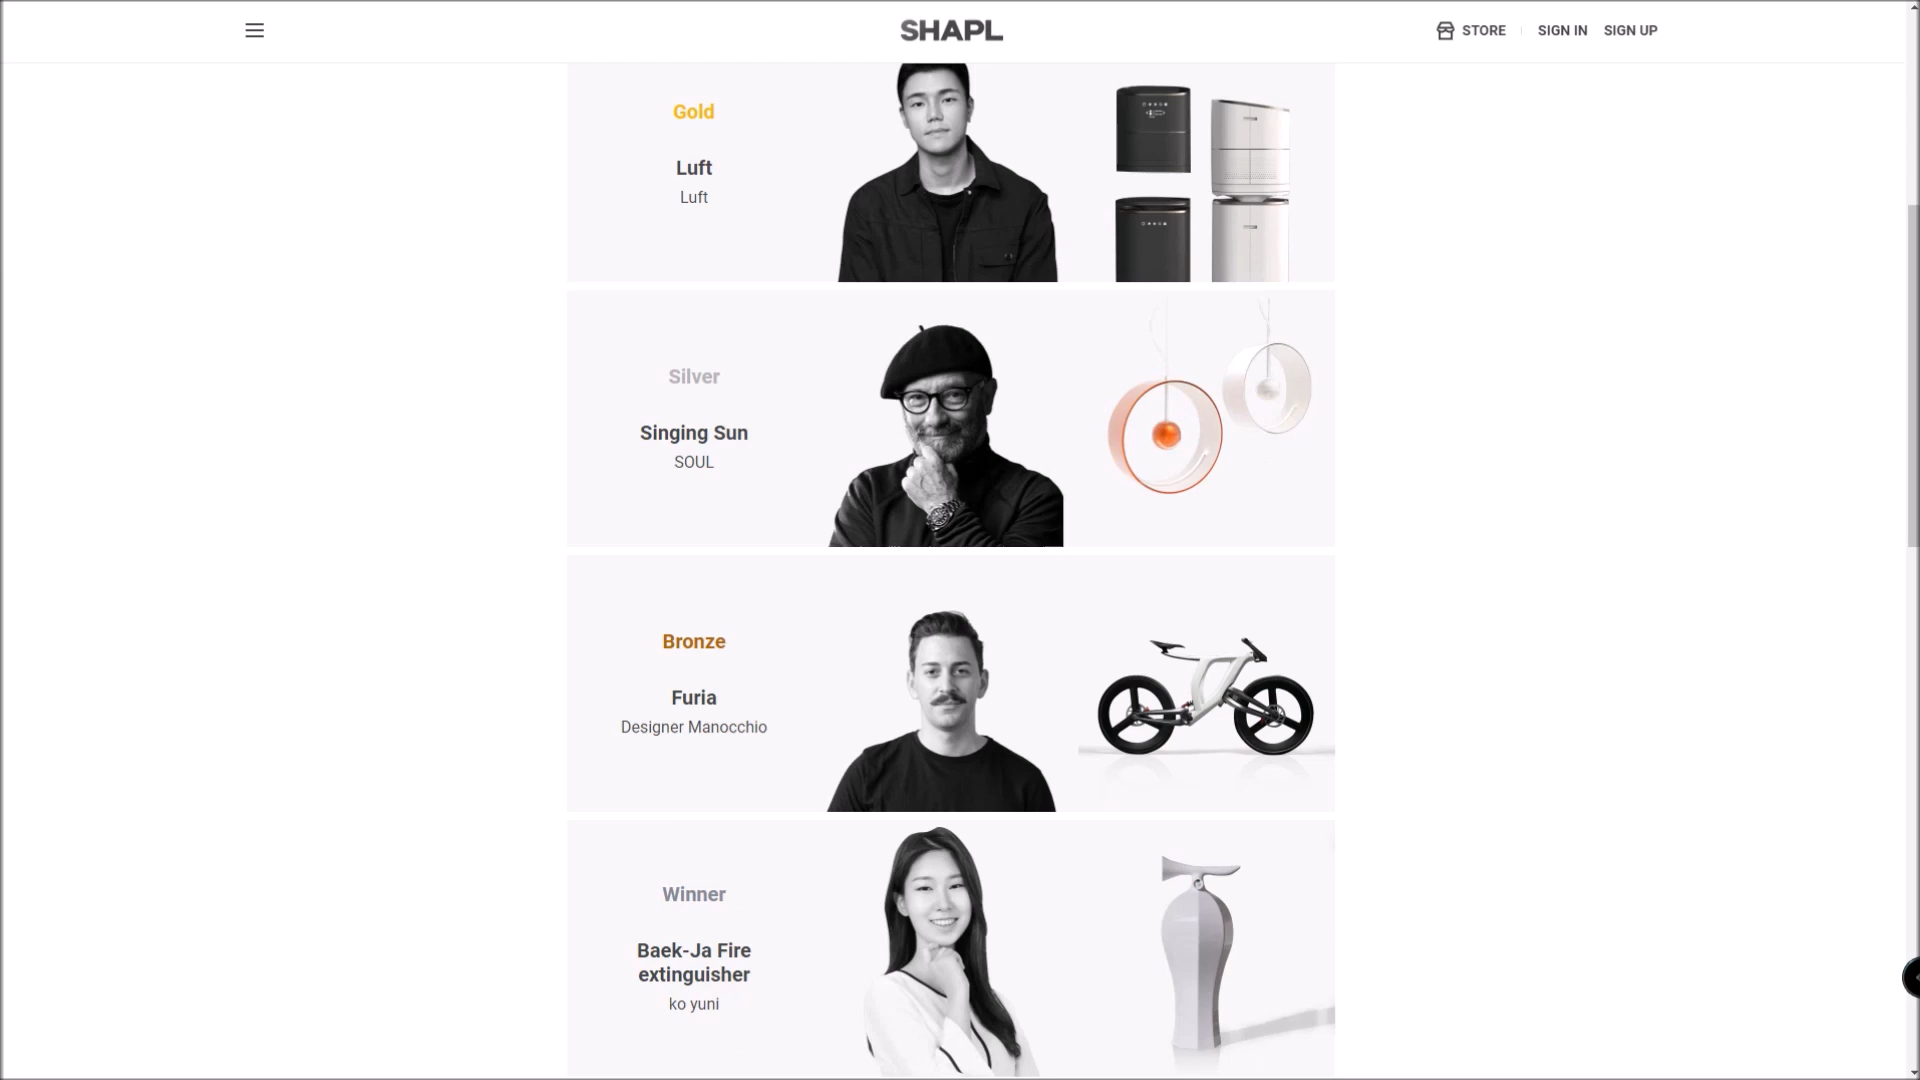 SHAPL
STORE
SIGN IN
SIGN UP
Gold
Luft
Luft
Silver
Singing Sun
SOUL
Bronze
Furia
Designer Manocchio
Winner
Baek-Ja Fire
extinguisher
ko yuni